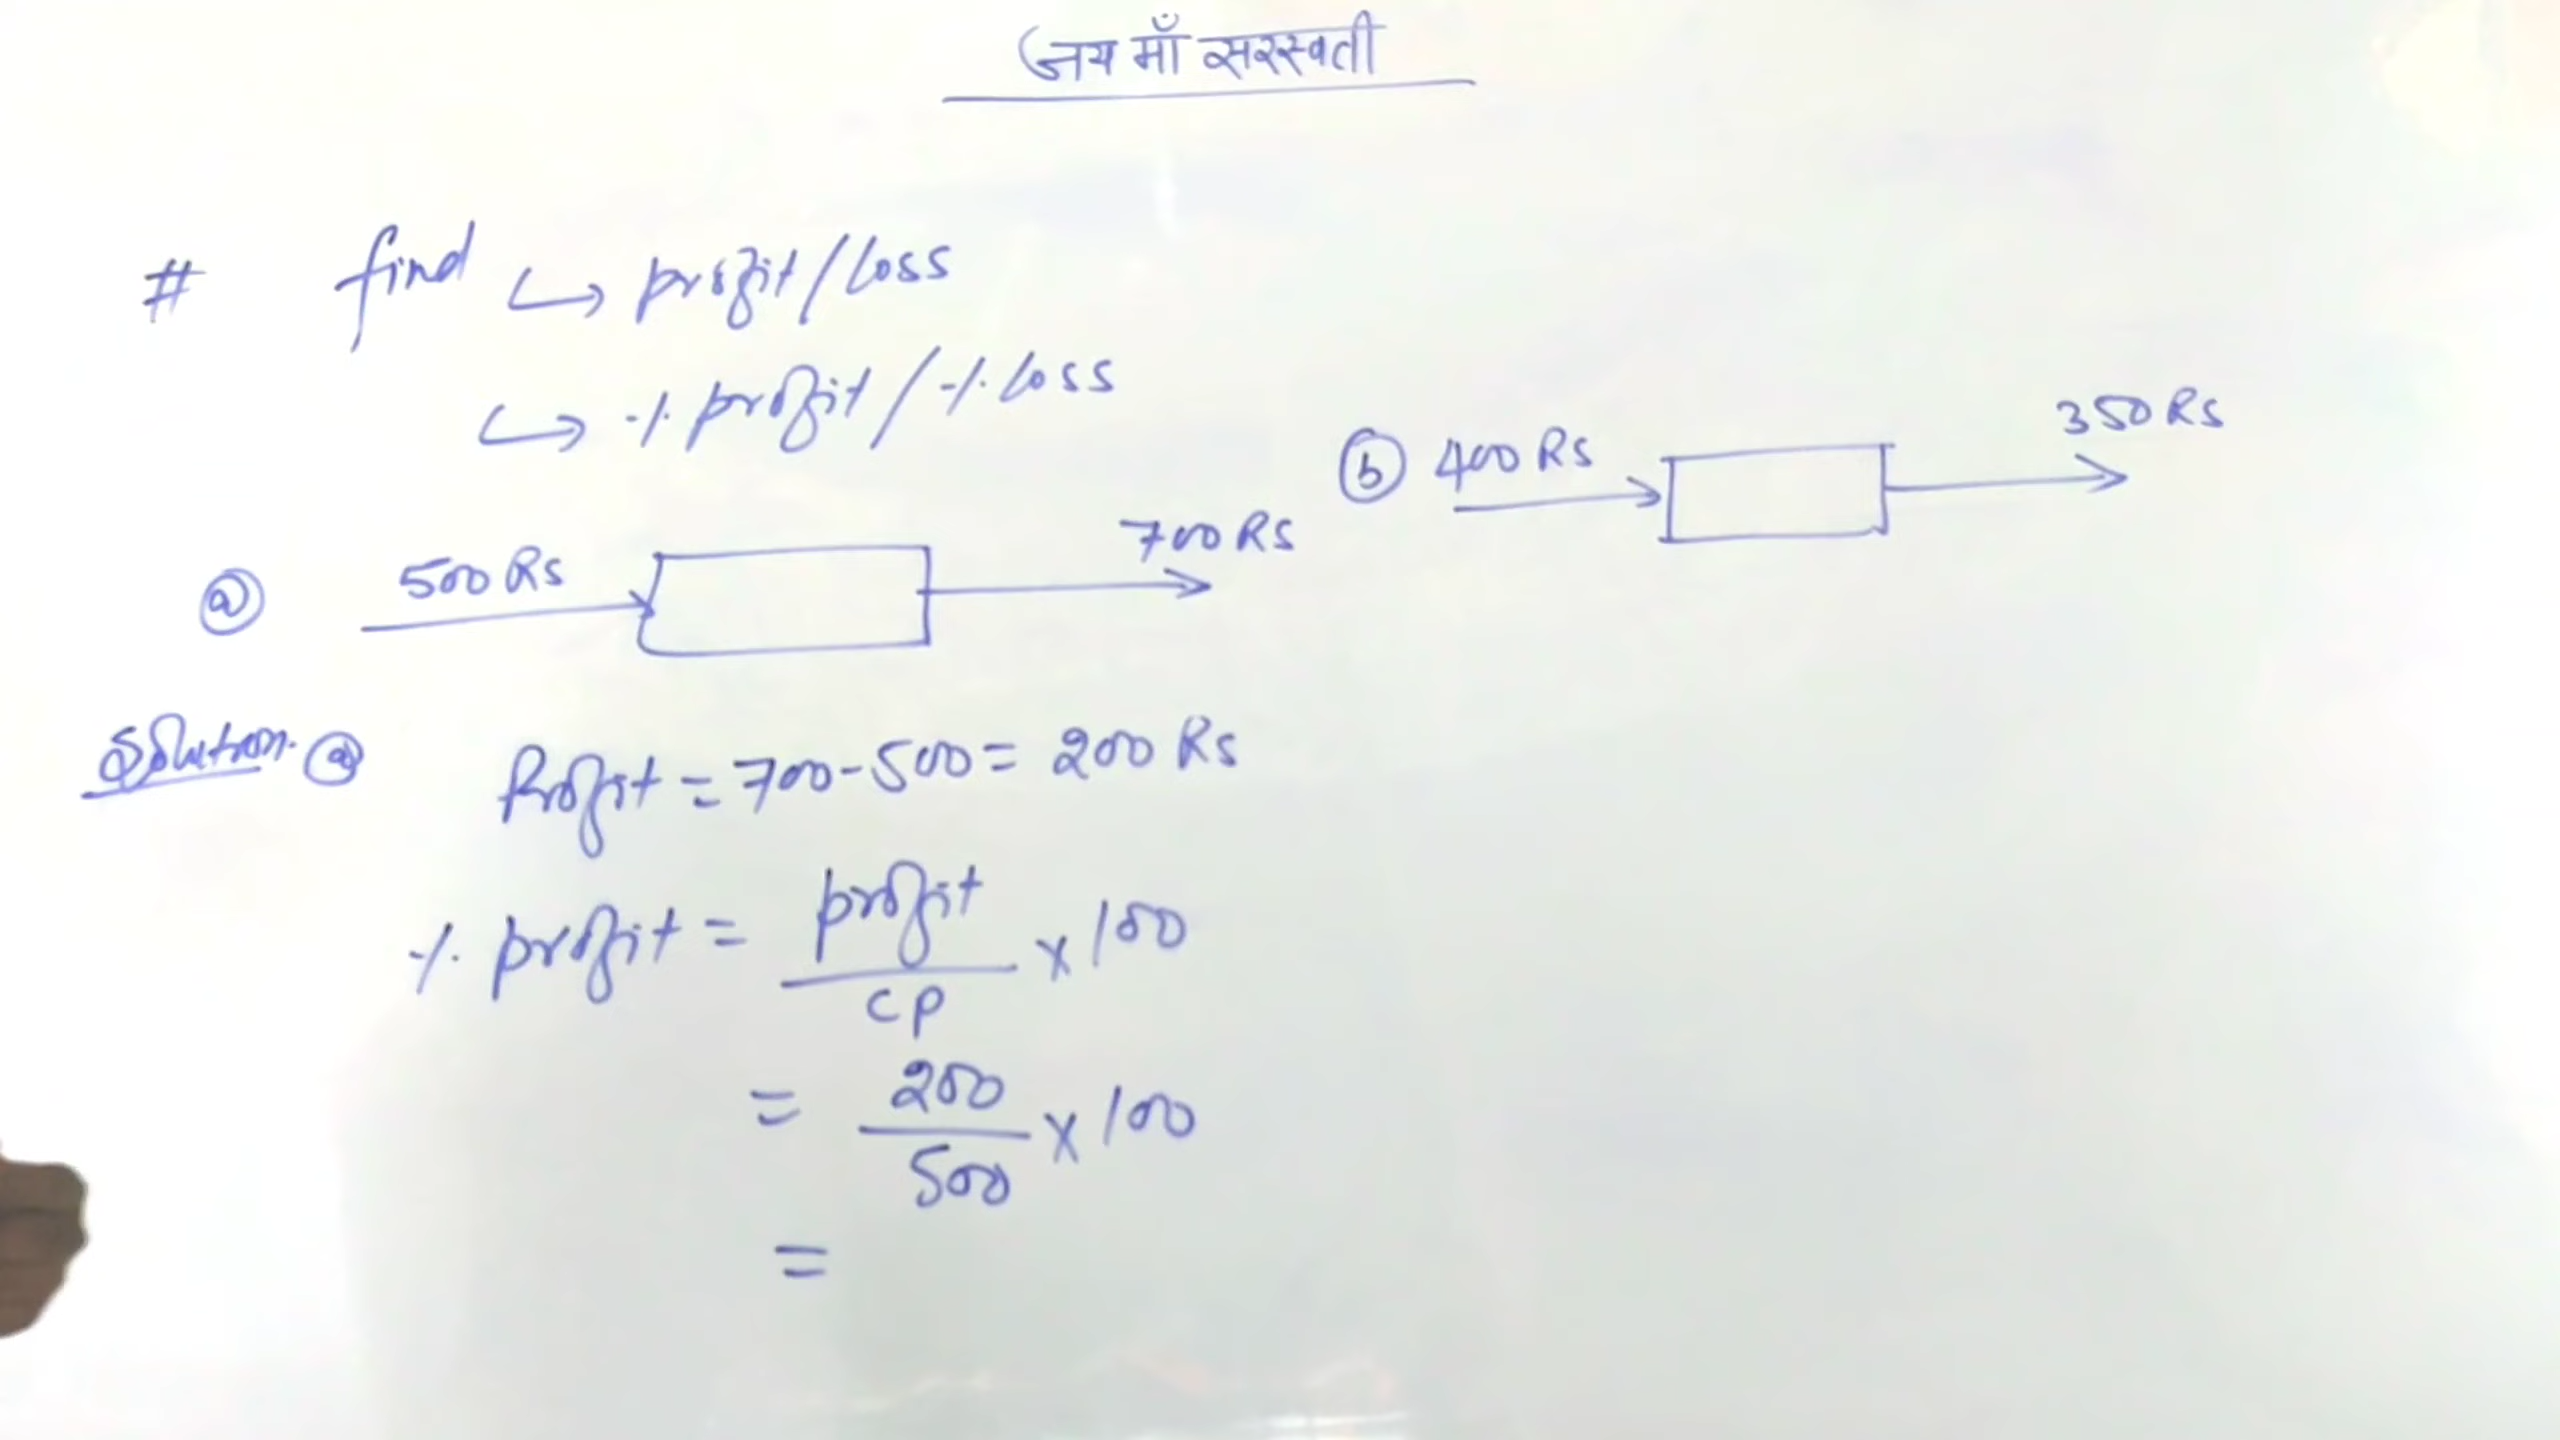 जय माँ सरस्वती
# find ↳ profit/loss
↳ % profit / % loss
ⓑ 400 Rs 350 Rs
ⓐ 500 Rs 700 Rs
Solution. ⓐ Profit = 700-500 = 200 Rs
% profit = profit/CP × 100
= 200/500 × 100
=